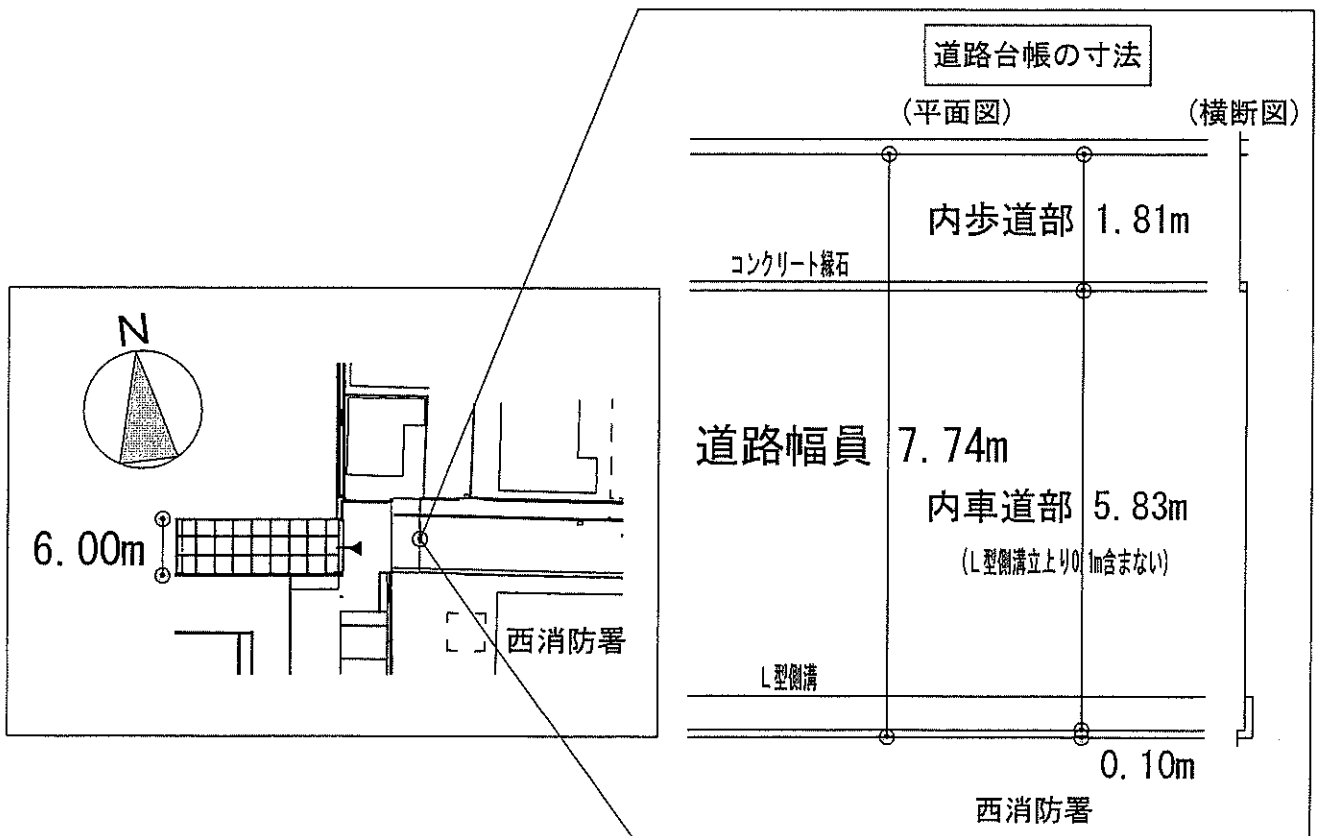 道路台帳の寸法
(平面図)
(横断図)
内歩道部 1.81m
コンクリート縁石
道路幅員 7.74m
内車道部 5.83m
(L型側溝立上り0.1m含まない)
L型側溝
0.10m
西消防署
N
6.00m
西消防署